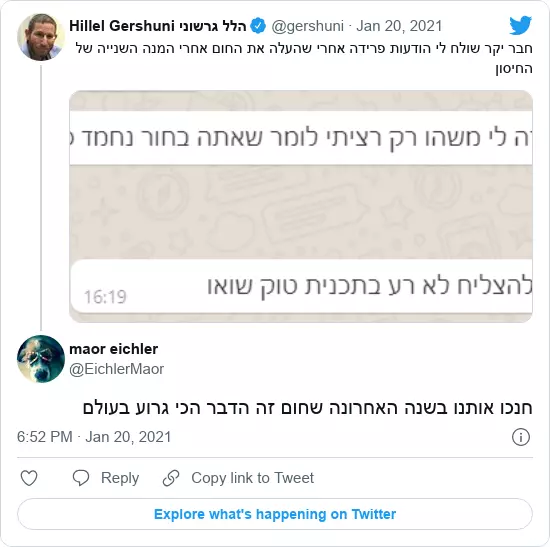 Hillel Gershuni הלל גרשוני @gershuni · Jan 20, 2021
חבר יקר שולח לי הודעות פרידה אחרי שהעלה את החום אחרי המנה השנייה של
החיסון
רה לי משהו רק רציתי לומר שאתה בחור נחמד
להצליח לא רע בתכנית טוק שואו
16:19
maor eichler
@EichlerMaor
חנכו אותנו בשנה האחרונה שחום זה הדבר הכי גרוע בעולם
6:52 PM · Jan 20, 2021
Reply
Copy link to Tweet
Explore what's happening on Twitter